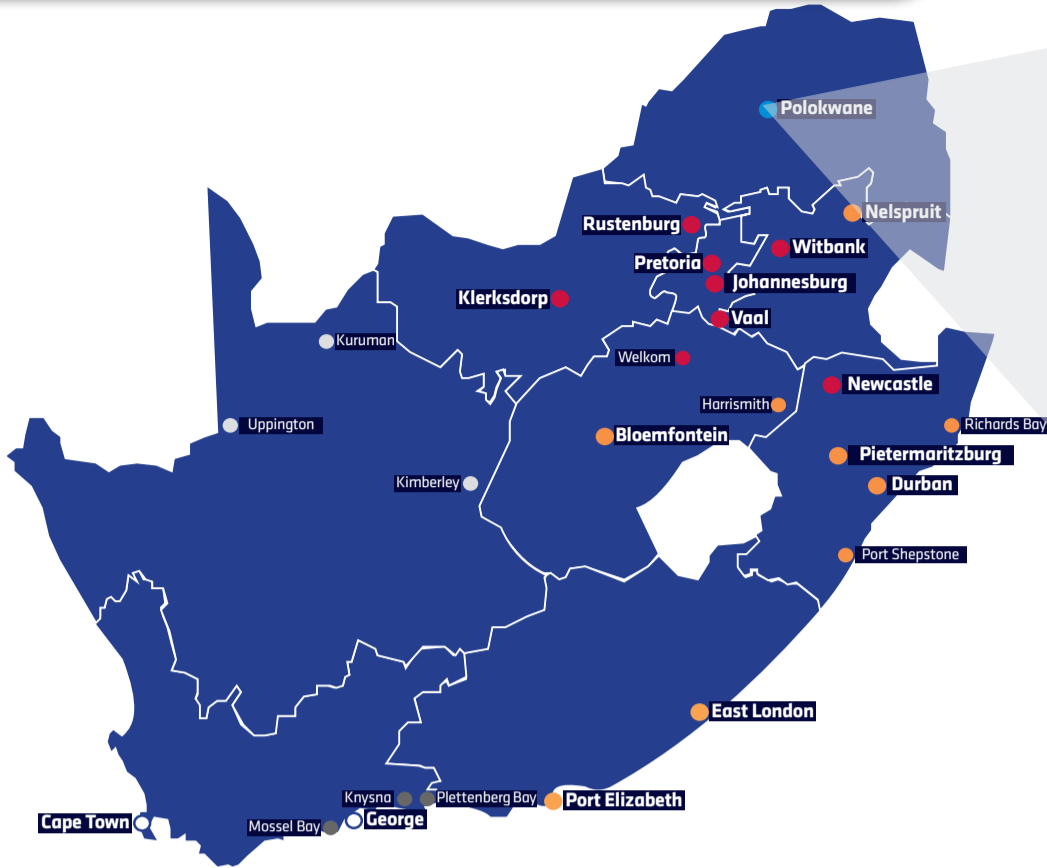 Polokwane
Nelspruit
Rustenburg
Witbank
Pretoria
Johannesburg
Klerksdorp
Vaal
Kuruman
Welkom
Newcastle
Harrismith
Uppington
Richards Bay
Bloemfontein
Pietermaritzburg
Kimberley
Durban
Port Shepstone
East London
Knysna
Plettenberg Bay
Port Elizabeth
Cape Town
Mossel Bay
George